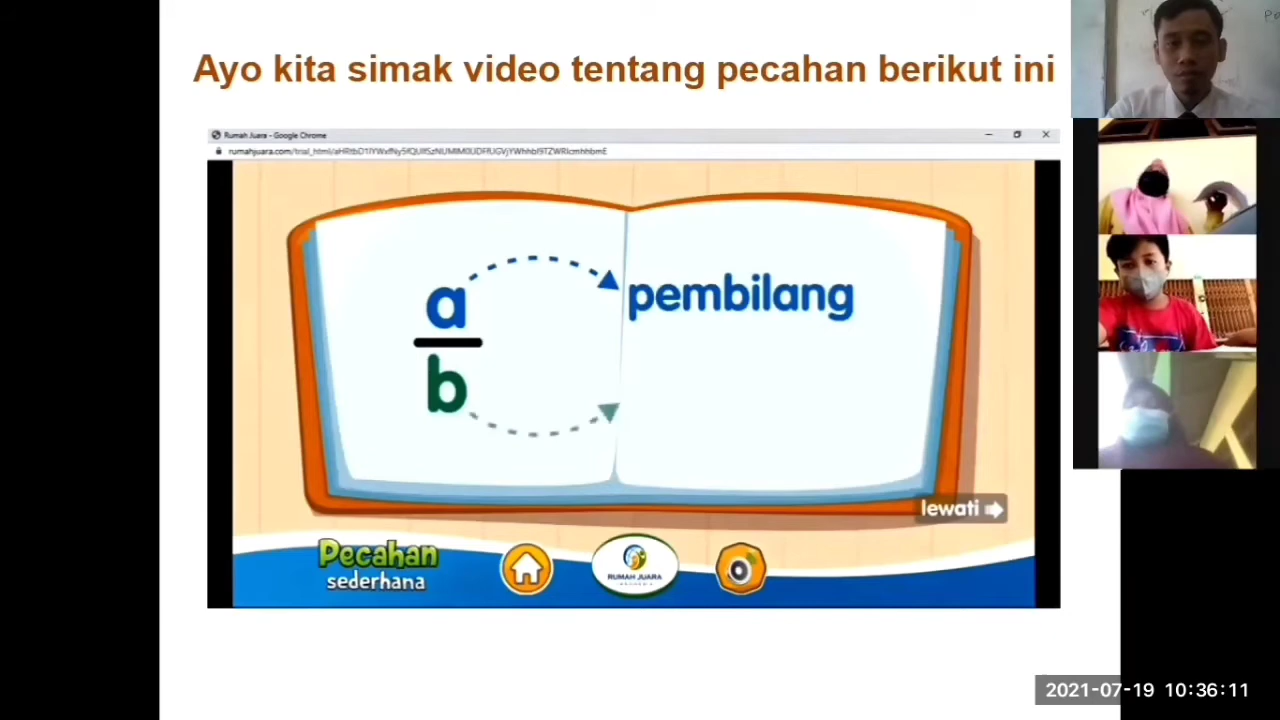 Ayo kita simak video tentang pecahan berikut ini
Rumah Juara - Google Chrome
a
b
pembilang
lewati
Pecahan
sederhana
RUMAH JUARA
2021-07-19 10:36:11